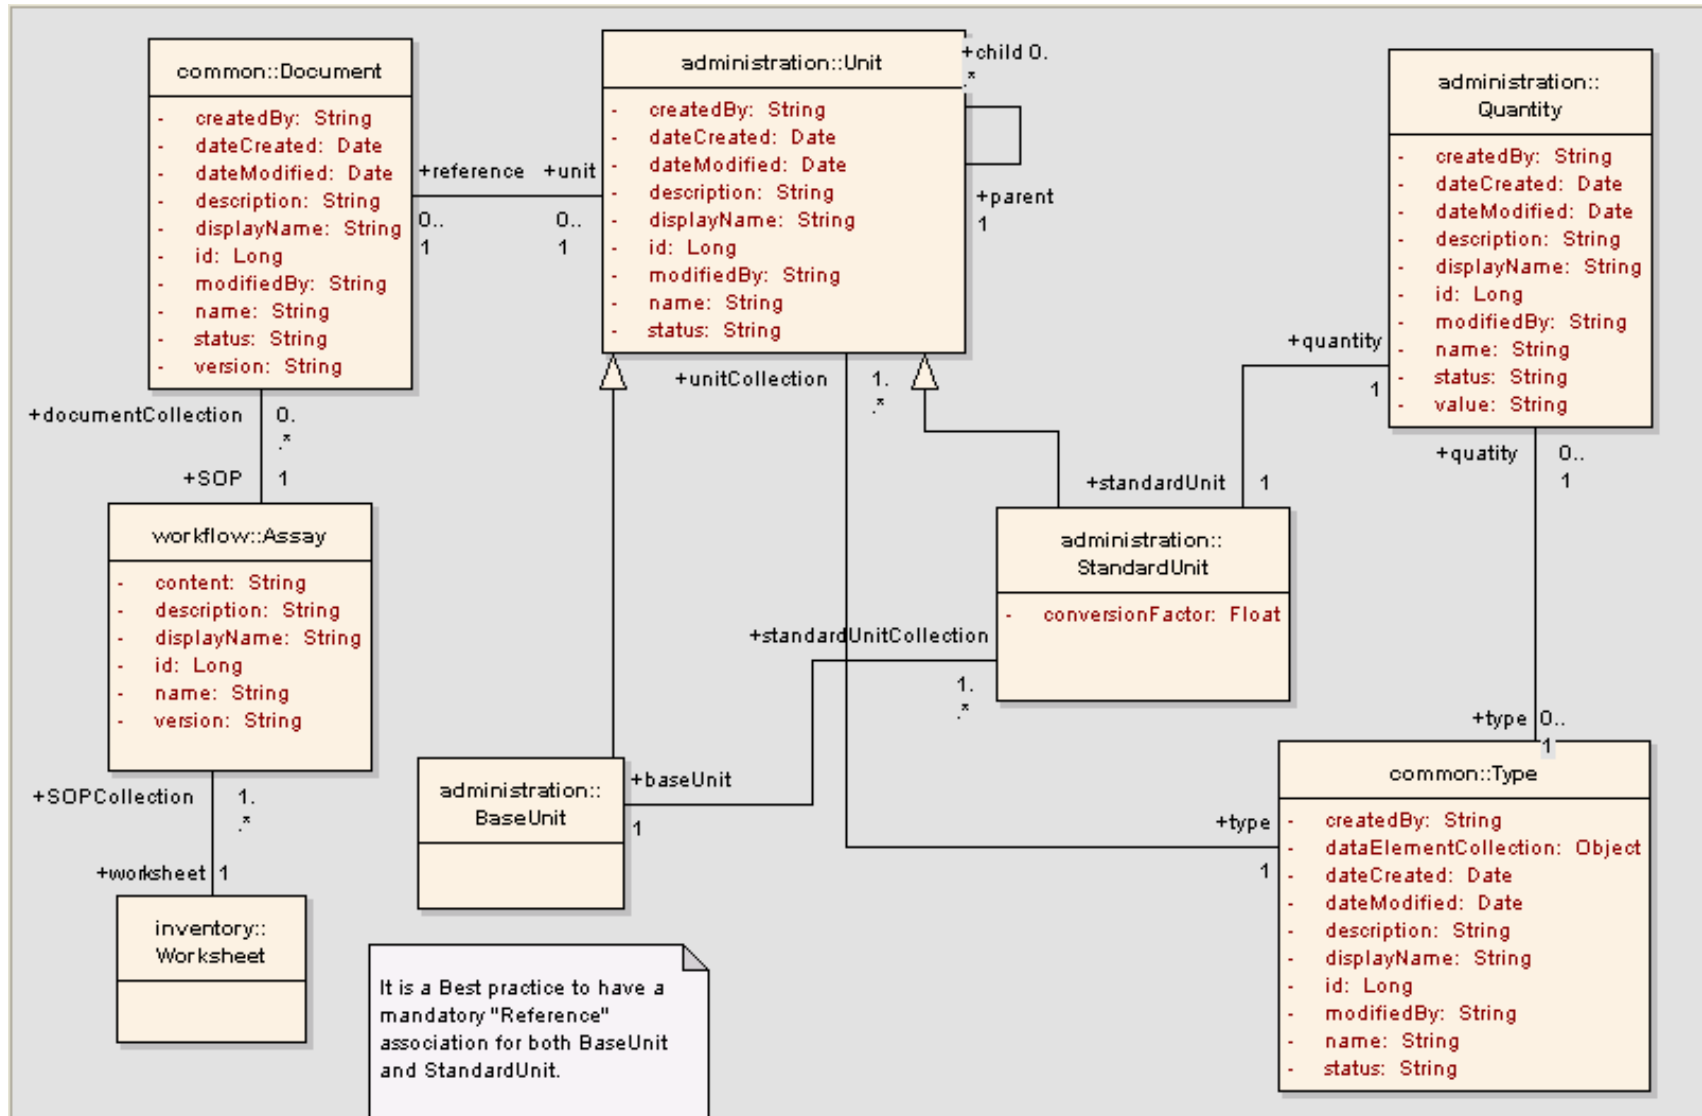 common::Document
- createdBy: String
- dateCreated: Date
- dateModified: Date
- description: String
- displayName: String
- id: Long
- modifiedBy: String
- name: String
- status: String
- version: String
+reference
0..
1
+unit
0..
1
administration::Unit
- createdBy: String
- dateCreated: Date
- dateModified: Date
- description: String
- displayName: String
- id: Long
- modifiedBy: String
- name: String
- status: String
+child 0.
.*
+parent
1
administration::
Quantity
- createdBy: String
- dateCreated: Date
- dateModified: Date
- description: String
- displayName: String
- id: Long
- modifiedBy: String
- name: String
- status: String
- value: String
+quantity
1
+quatity
0..
1
+documentCollection
0.
.*
+SOP
1
+unitCollection
1.
.*
+standardUnit
1
workflow::Assay
- content: String
- description: String
- displayName: String
- id: Long
- name: String
- version: String
administration::
StandardUnit
- conversionFactor: Float
+standardUnitCollection
1.
.*
+baseUnit
1
administration::
BaseUnit
+type
0..
1
+type
1
common::Type
- createdBy: String
- dataElementCollection: Object
- dateCreated: Date
- dateModified: Date
- description: String
- displayName: String
- id: Long
- modifiedBy: String
- name: String
- status: String
+SOPCollection
1.
.*
+worksheet
1
inventory::
Worksheet
It is a Best practice to have a
mandatory "Reference"
association for both BaseUnit
and StandardUnit.